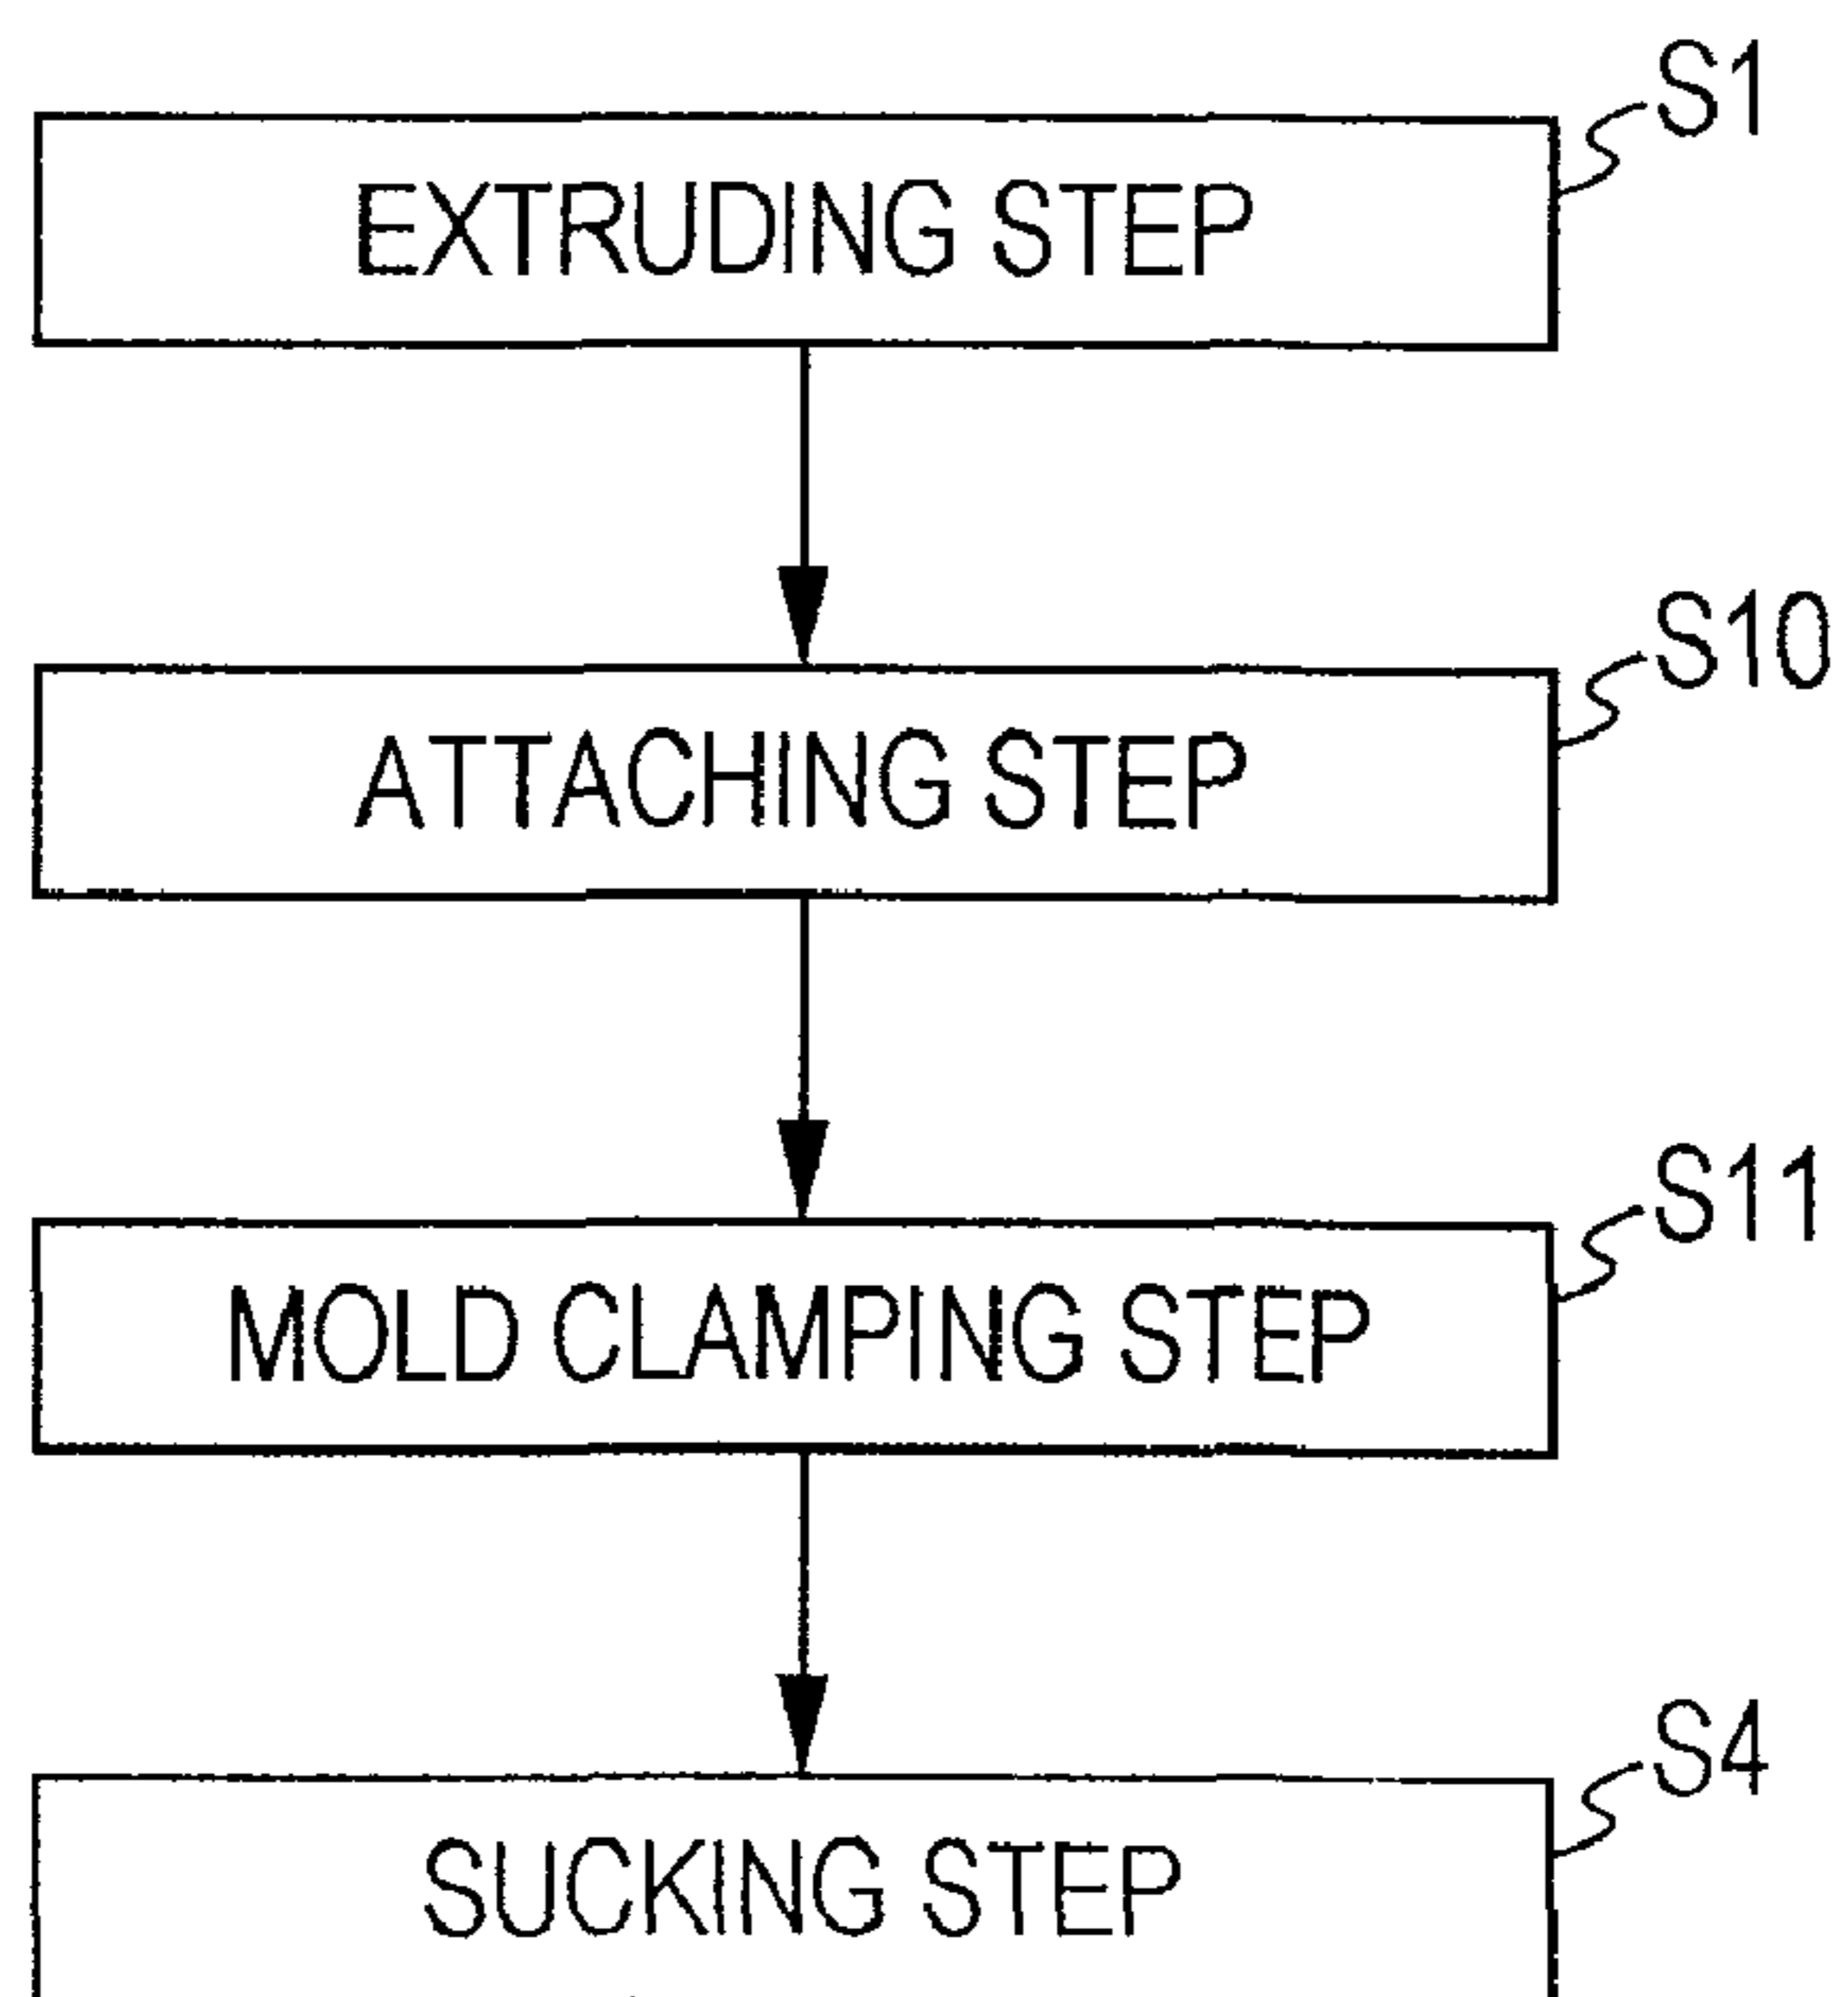 S1
EXTRUDING STEP
S10
ATTACHING STEP
S11
MOLD CLAMPING STEP
S4
SUCKING STEP